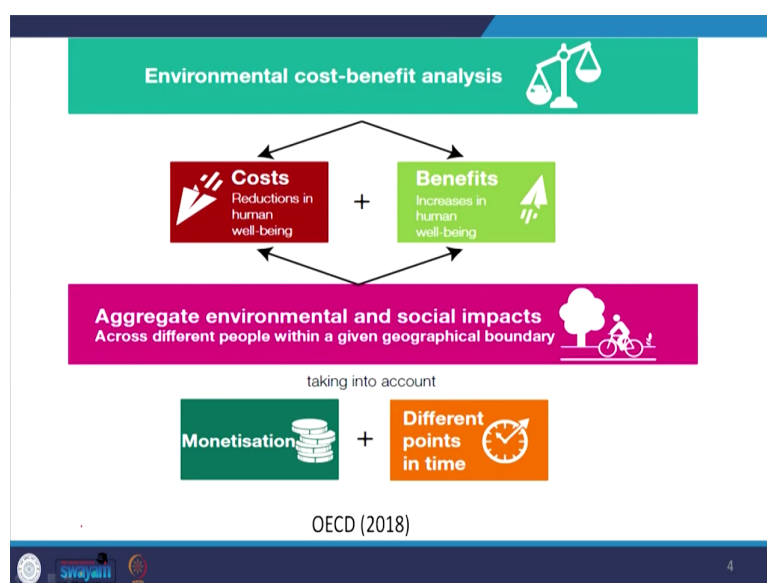 Environmental cost-benefit analysis
Costs
Reductions in
human
well-being
+
Benefits
Increases in
human
well-being
Aggregate environmental and social impacts
Across different people within a given geographical boundary
taking into account
Monetisation
+
Different
points
in time
OECD (2018)
swayam
4